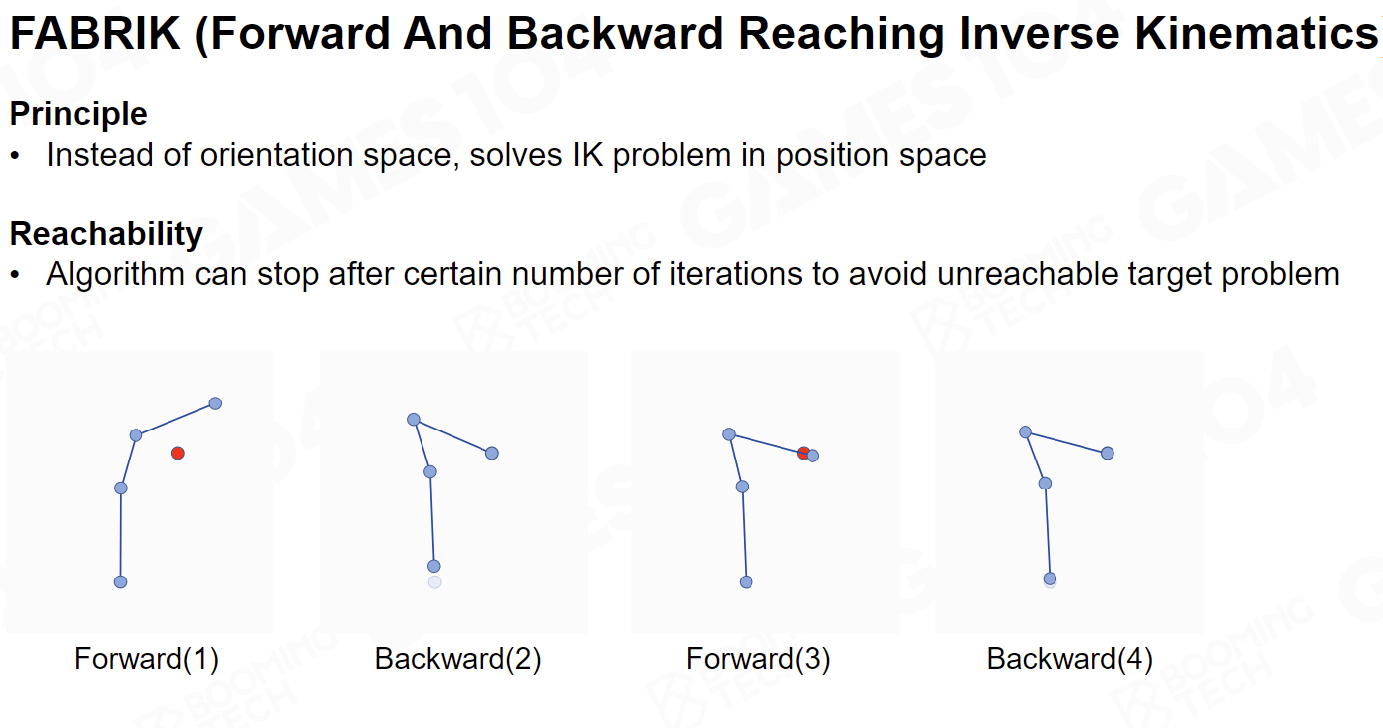 FABRIK (Forward And Backward Reaching Inverse Kinematics)
Principle
• Instead of orientation space, solves IK problem in position space
Reachability
• Algorithm can stop after certain number of iterations to avoid unreachable target problem
Forward(1)
Backward(2)
Forward(3)
Backward(4)
GAMES104
BOOMING
TECH